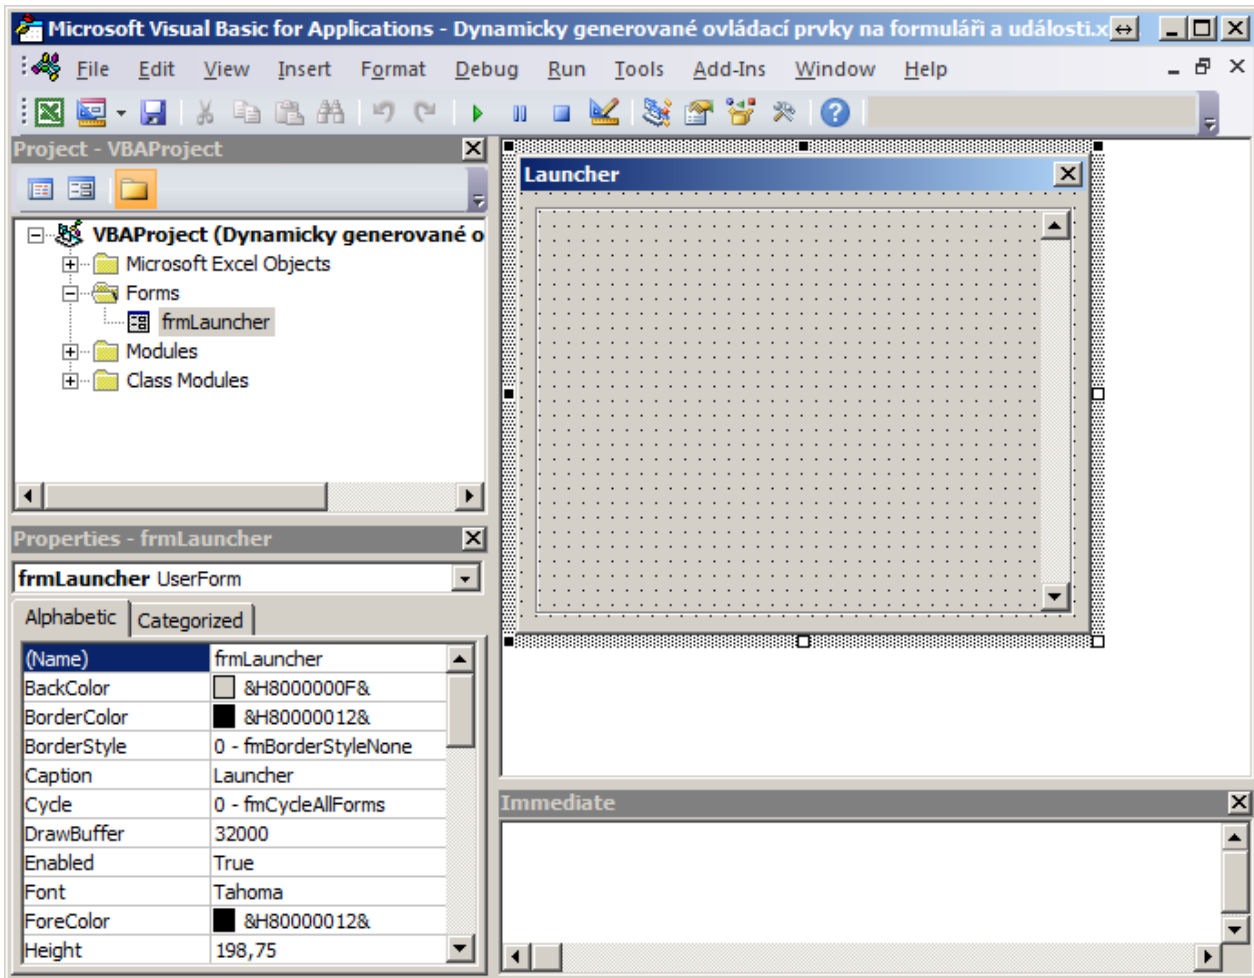 Microsoft Visual Basic for Applications - Dynamicky generované ovládací prvky na formuláři a události.x
File Edit View Insert Format Debug Run Tools Add-Ins Window Help
Project - VBAProject
VBAProject (Dynamicky generované o
Microsoft Excel Objects
Forms
frmLauncher
Modules
Class Modules
Properties - frmLauncher
frmLauncher UserForm
Alphabetic Categorized
(Name) frmLauncher
BackColor &H8000000F&
BorderColor &H80000012&
BorderStyle 0 - fmBorderStyleNone
Caption Launcher
Cycle 0 - fmCycleAllForms
DrawBuffer 32000
Enabled True
Font Tahoma
ForeColor &H80000012&
Height 198,75
Launcher
Immediate